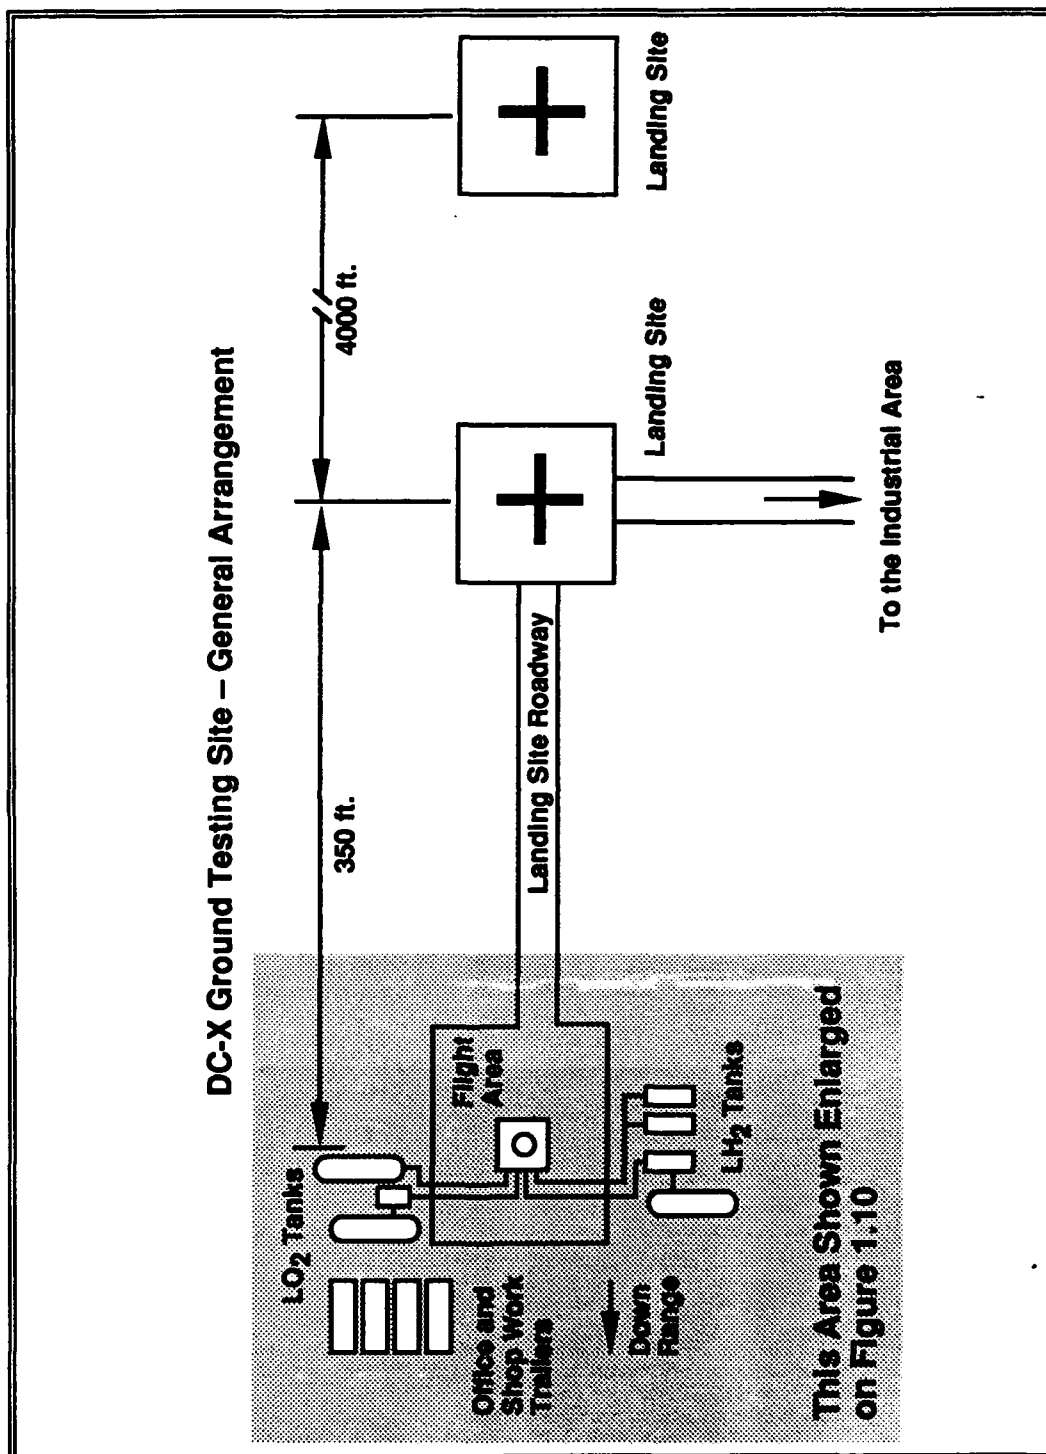 DC-X Ground Testing Site – General Arrangement
350 ft.
4000 ft.
LO2 Tanks
Office and
Shop Work
Trailers
Flight
Area
Landing Site Roadway
Landing Site
Landing Site
Down
Range
LH2 Tanks
To the Industrial Area
This Area Shown Enlarged
on Figure 1.10